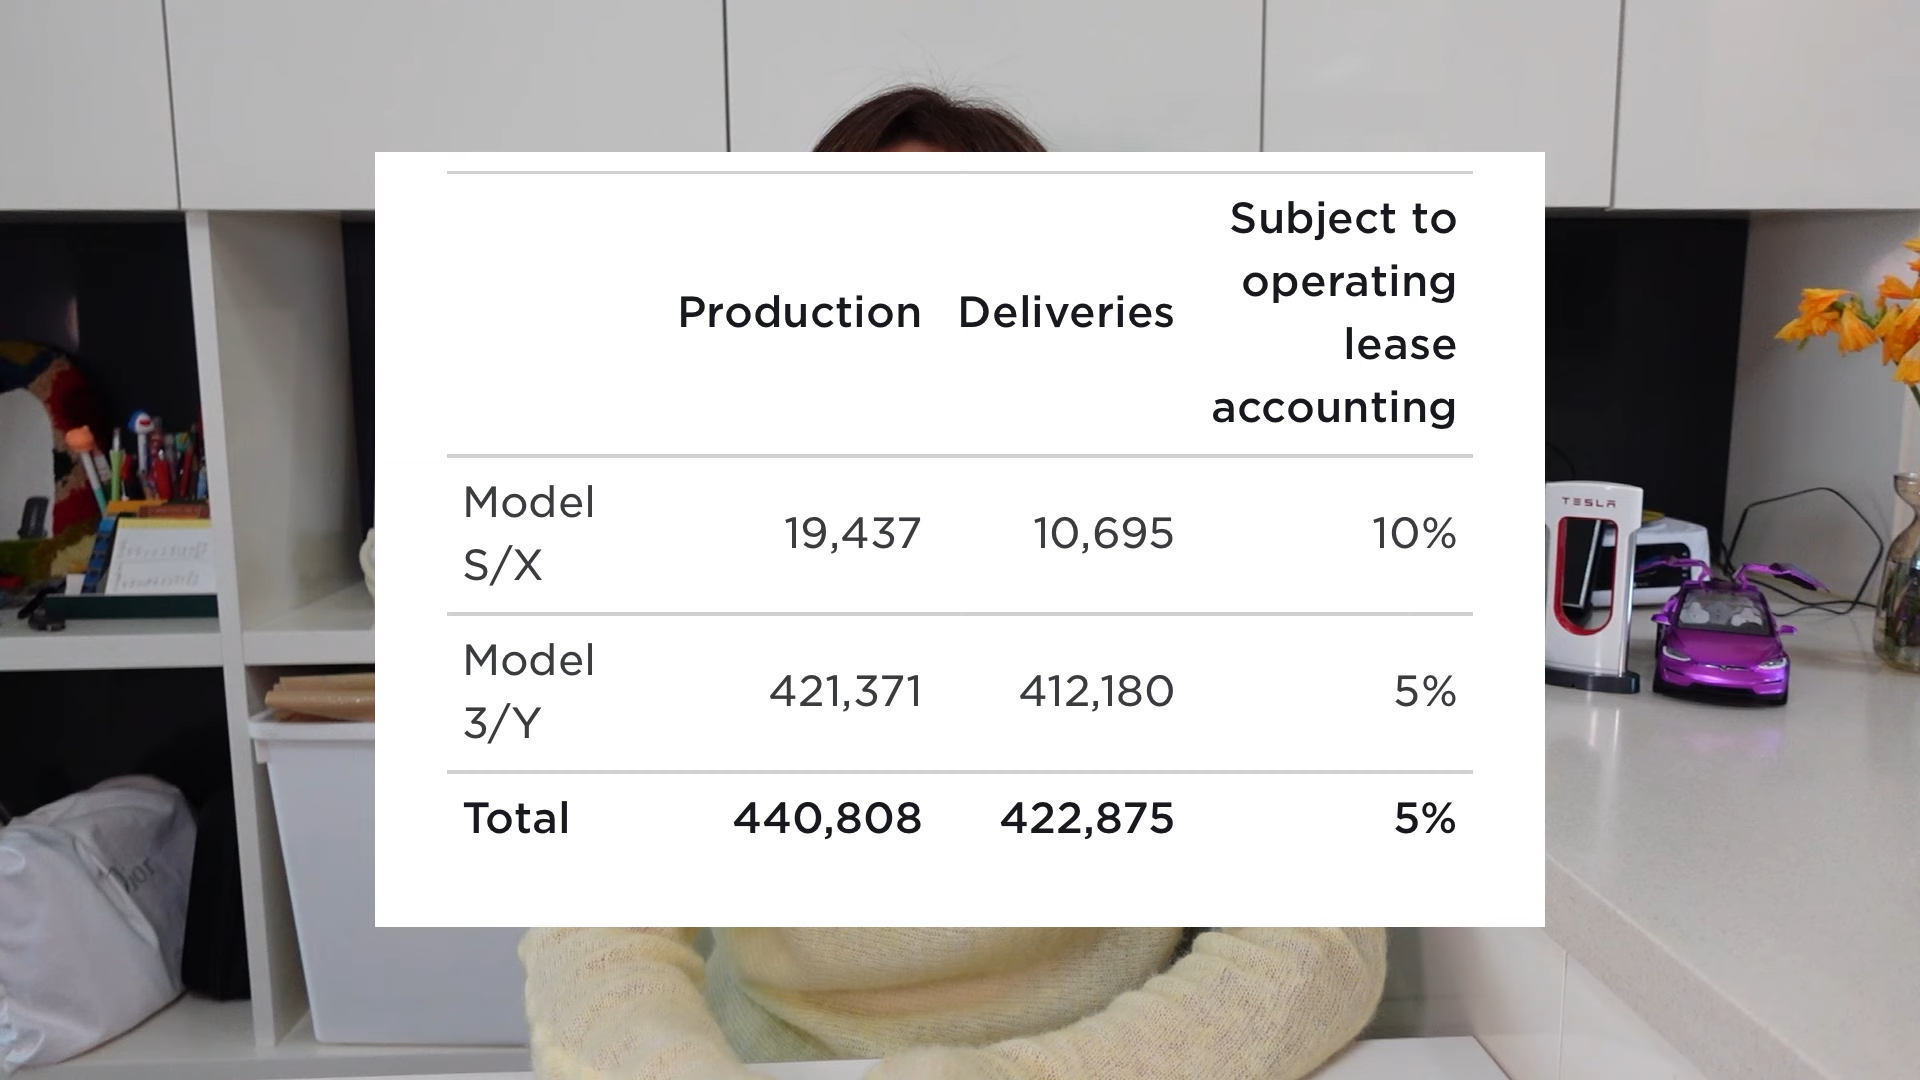 Subject to
operating
lease
accounting
Production Deliveries
Model
S/X
19,437 10,695 10%
Model
3/Y
421,371 412,180 5%
Total 440,808 422,875 5%
TESLA
Dior